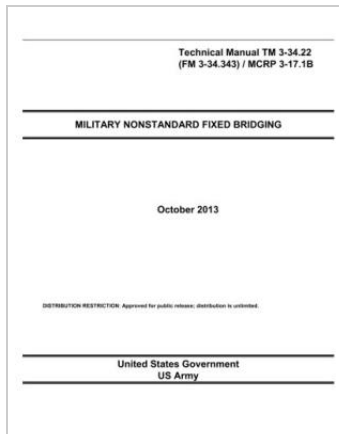 Technical Manual TM 3-34.22
(FM 3-34.343) / MCRP 3-17.1B
MILITARY NONSTANDARD FIXED BRIDGING
October 2013
DISTRIBUTION RESTRICTION: Approved for public release; distribution is unlimited.
United States Government
US Army